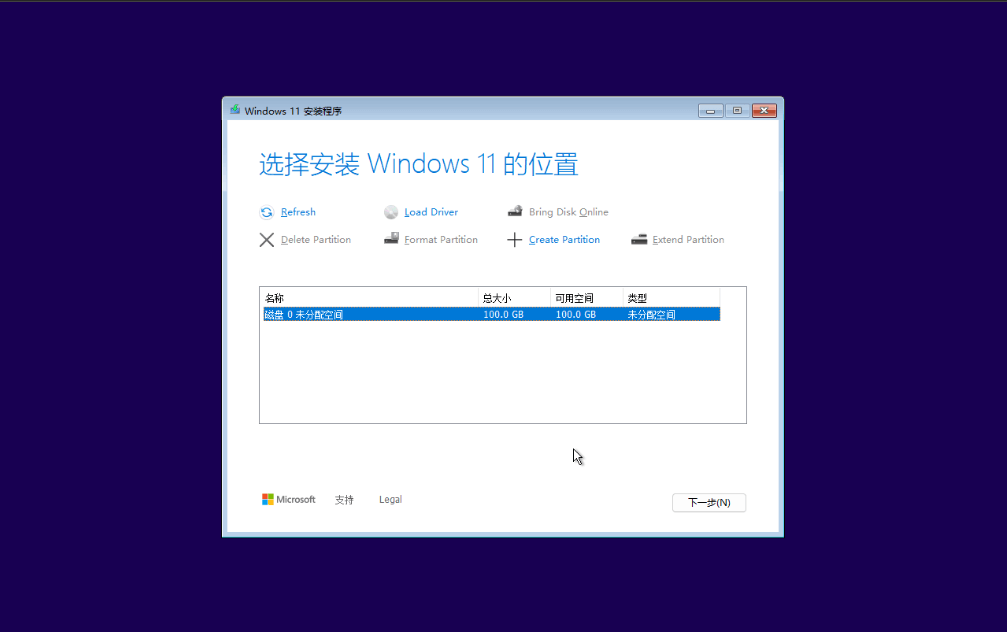 Windows 11 安装程序
选择安装 Windows 11 的位置
Refresh Load Driver Bring Disk Online
Delete Partition Format Partition Create Partition Extend Partition
名称 总大小 可用空间 类型
磁盘 0 未分配空间 100.0 GB 100.0 GB 未分配空间
Microsoft 支持 Legal
下一步(N)